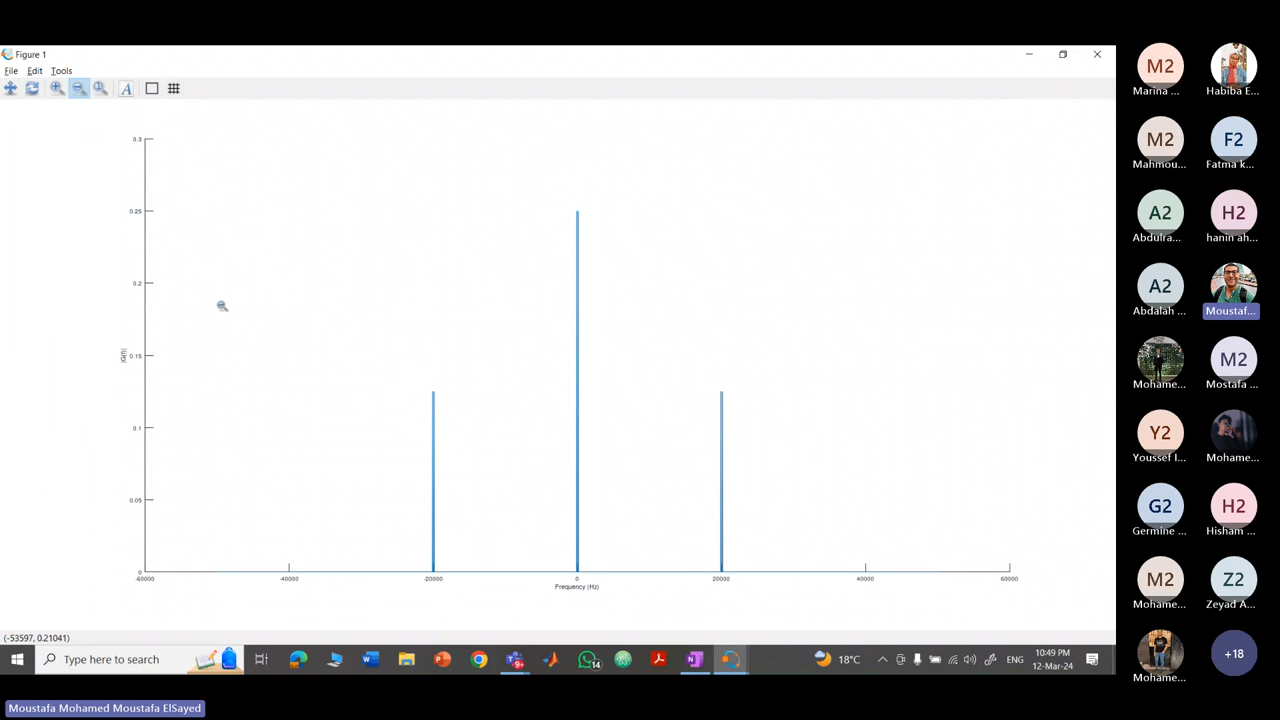 Figure 1
File Edit Tools
A
0.3
0.25
0.2
0.15
0.1
0.05
0
|G(f)|
-60000 -40000 -20000 0 20000 40000 60000
Frequency (Hz)
(-53597, 0.21041)
Type here to search
9+
14
18°C
ENG
10:49 PM
12-Mar-24
M2
Marina ...
Habiba E...
M2
Mahmou...
F2
Fatma k...
A2
Abdulra...
H2
hanin ah...
A2
Abdalah ...
Moustaf...
Mohame...
M2
Mostafa ...
Y2
Youssef I...
Mohame...
G2
Germine ...
H2
Hisham ...
M2
Mohame...
Z2
Zeyad A...
Mohame...
+18
Moustafa Mohamed Moustafa ElSayed